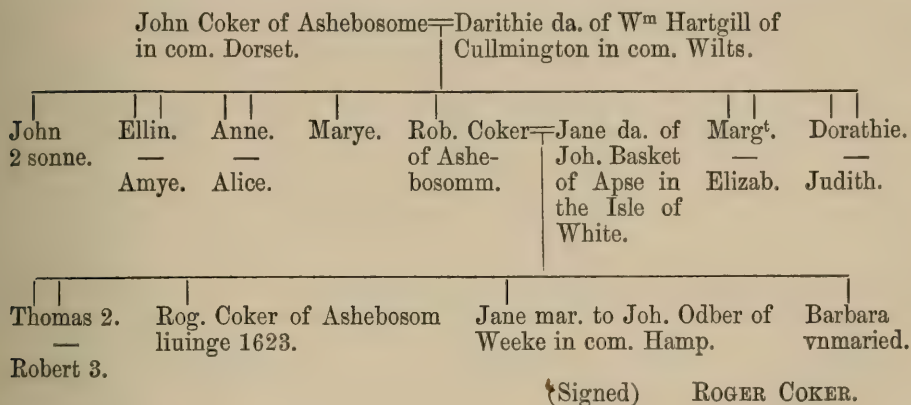 John Coker of Ashebosome Darithie da. of Wᵐ Hartgill of
in com. Dorset. Cullmington in com. Wilts.
John Ellin. Anne. Marye. Rob. Coker Jane da. of Margᵗ. Dorathie.
2 sonne. — — of Ashe- Joh. Basket — —
Amye. Alice. bosomm. of Apse in Elizab. Judith.
the Isle of
White.
Thomas 2. Rog. Coker of Ashebosom Jane mar. to Joh. Odber of Barbara
— liuinge 1623. Weeke in com. Hamp. vnmaried.
Robert 3.
(Signed) ROGER COKER.